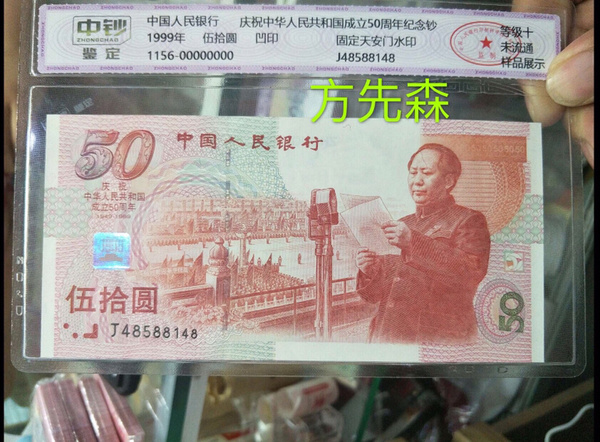 中钞
ZHONGCHAO
鉴定
中国人民银行 庆祝中华人民共和国成立50周年纪念钞
1999年 伍拾圆 凹印 固定天安门水印
1156-00000000 J48588148
等级十
未流通
样品展示
方先森
50 中国人民银行
庆祝
中华人民共和国
成立50周年
1949-1999
伍拾圆
J48588148
50